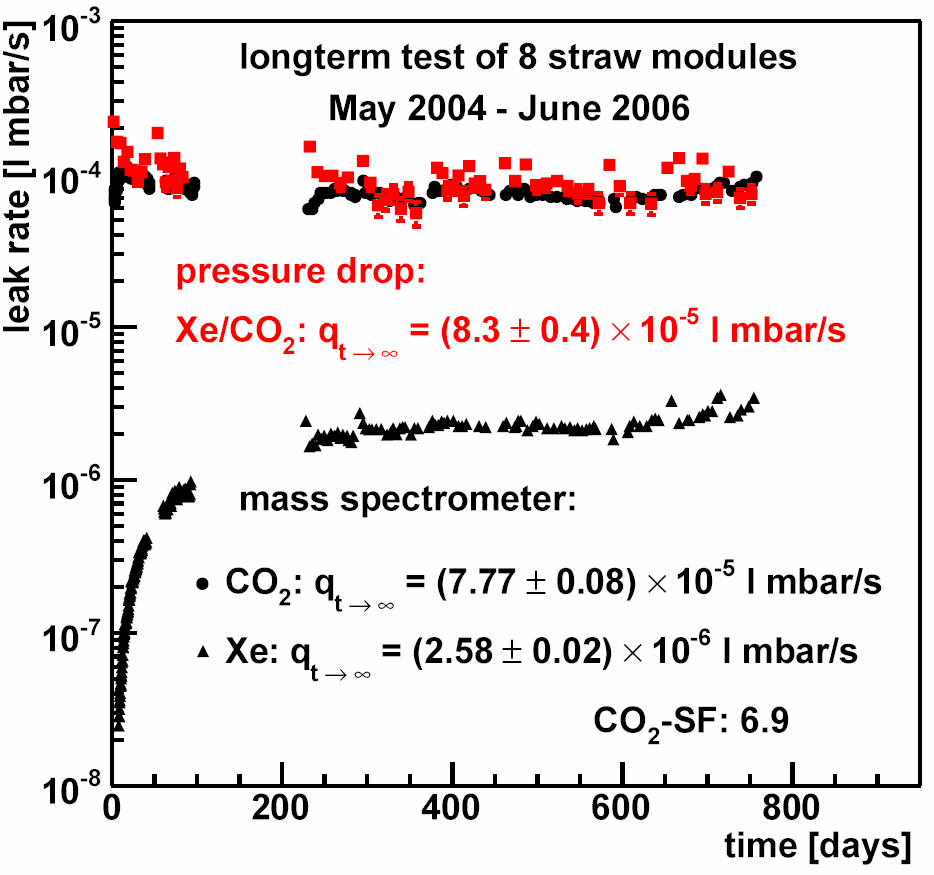 10⁻³
longterm test of 8 straw modules
May 2004 - June 2006
leak rate [l mbar/s]
10⁻⁴
pressure drop:
Xe/CO₂: qₜ → ∞ = (8.3 ± 0.4) × 10⁻⁵ l mbar/s
10⁻⁵
10⁻⁶
mass spectrometer:
● CO₂: qₜ → ∞ = (7.77 ± 0.08) × 10⁻⁵ l mbar/s
10⁻⁷
▲ Xe: qₜ → ∞ = (2.58 ± 0.02) × 10⁻⁶ l mbar/s
CO₂-SF: 6.9
10⁻⁸
0 200 400 600 800
time [days]